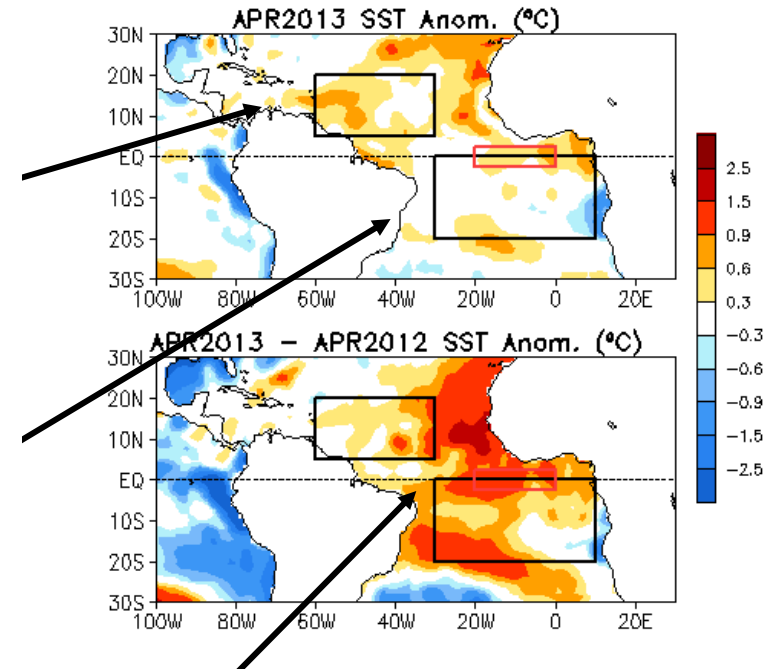 APR2013 SST Anom. (ºC)
30N
20N
10N
EQ
10S
20S
30S
100W 80W 60W 40W 20W 0 20E
APR2013 - APR2012 SST Anom. (ºC)
30N
20N
10N
EQ
10S
20S
30S
100W 80W 60W 40W 20W 0 20E
2.5
1.5
0.9
0.6
0.3
-0.3
-0.6
-0.9
-1.5
-2.5